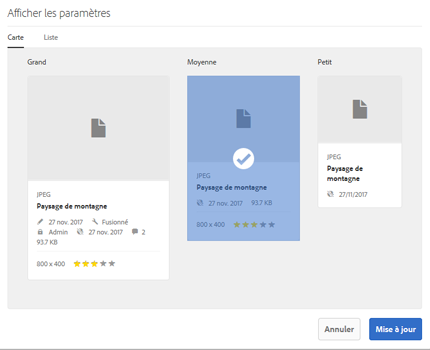 Afficher les paramètres
Carte Liste
Grand
JPEG
Paysage de montagne
27 nov. 2017 Fusionné
Admin 27 nov. 2017 2
93.7 KB
800 x 400
Moyenne
JPEG
Paysage de montagne
27 nov. 2017 93.7 KB
800 x 400
Petit
JPEG
Paysage de
montagne
27/11/2017
Annuler Mise à jour